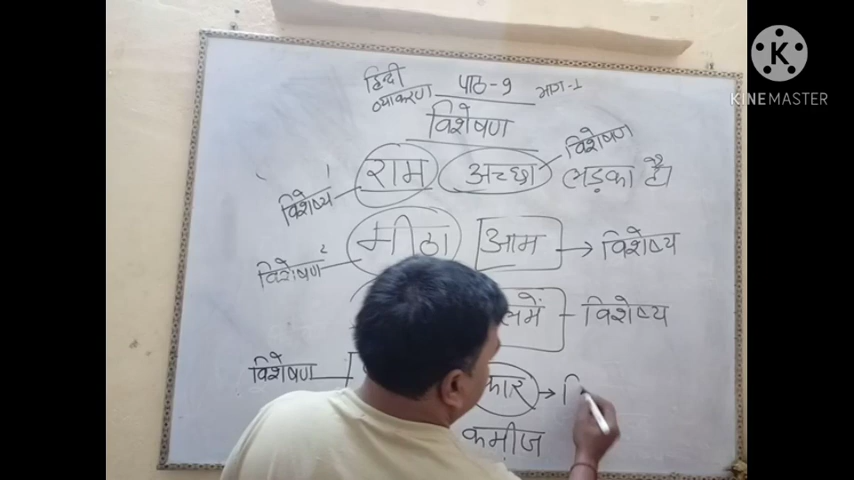 KINEMASTER
हिन्दी
व्याकरण पाठ-9 भाग-1
विशेषण
राम अच्छा लड़का है।
विशेषण
विशेष्य
मीठा आम → विशेष्य
विशेषण
विशेष्य
विशेषण कार →
कमीज